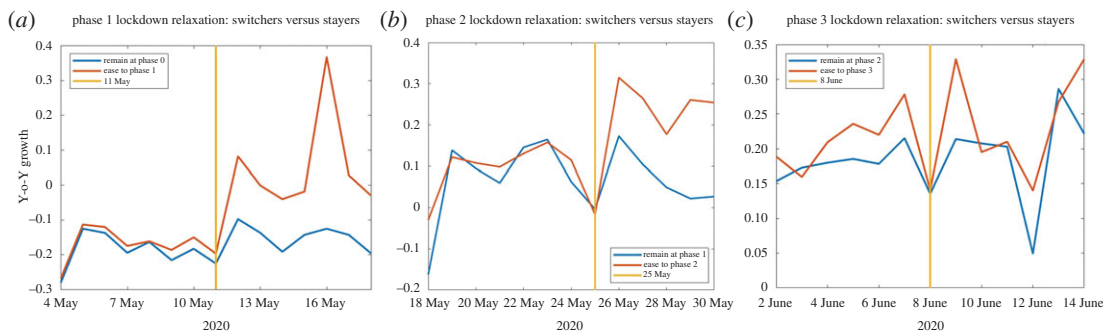 (a) phase 1 lockdown relaxation: switchers versus stayers
0.4
0.3
0.2
0.1
0
–0.1
–0.2
–0.3
Y-o-Y growth
remain at phase 0
ease to phase 1
11 May
4 May 7 May 10 May 13 May 16 May
2020
(b) phase 2 lockdown relaxation: switchers versus stayers
0.4
0.3
0.2
0.1
0
–0.1
–0.2
remain at phase 1
ease to phase 2
25 May
18 May 20 May 22 May 24 May 26 May 28 May 30 May
2020
(c) phase 3 lockdown relaxation: switchers versus stayers
0.35
0.30
0.25
0.20
0.15
0.10
0.05
0
remain at phase 2
ease to phase 3
8 June
2 June 4 June 6 June 8 June 10 June 12 June 14 June
2020